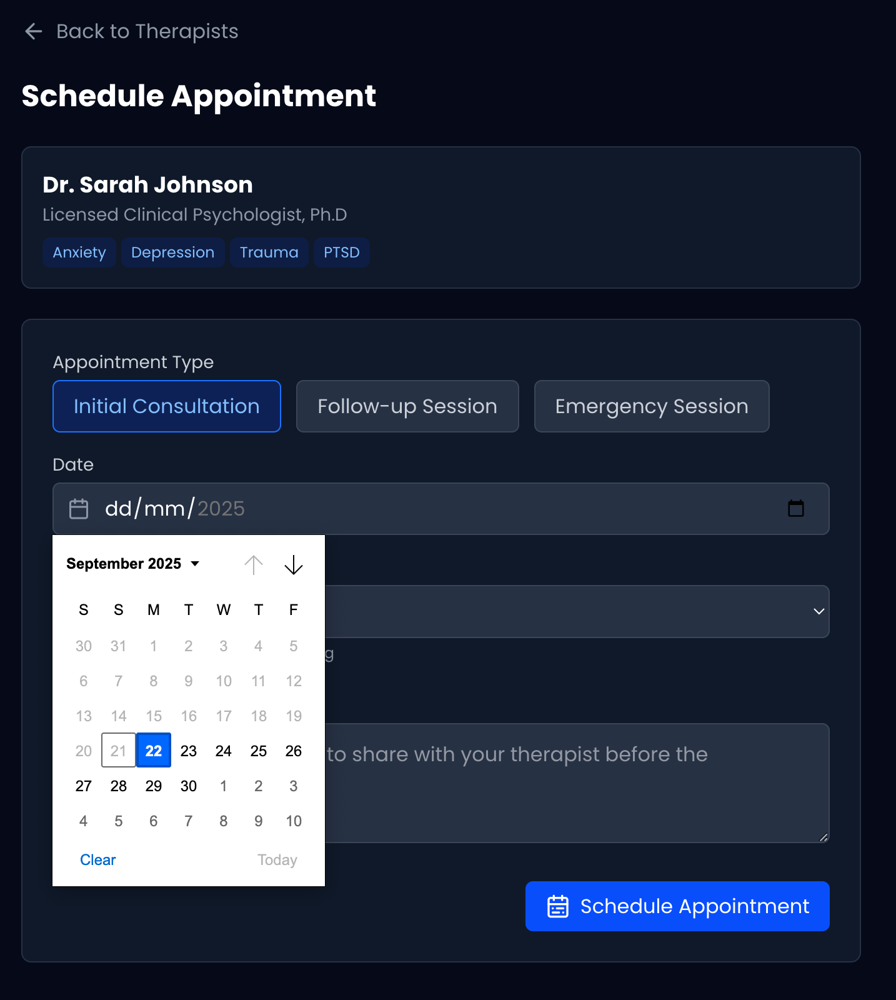 Back to Therapists
Schedule Appointment
Dr. Sarah Johnson
Licensed Clinical Psychologist, Ph.D
Anxiety Depression Trauma PTSD
Appointment Type
Initial Consultation Follow-up Session Emergency Session
Date
dd/mm/2025
September 2025
S S M T W T F
30 31 1 2 3 4 5
6 7 8 9 10 11 12
13 14 15 16 17 18 19
20 21 22 23 24 25 26
27 28 29 30 1 2 3
4 5 6 7 8 9 10
Clear Today
g
to share with your therapist before the
Schedule Appointment